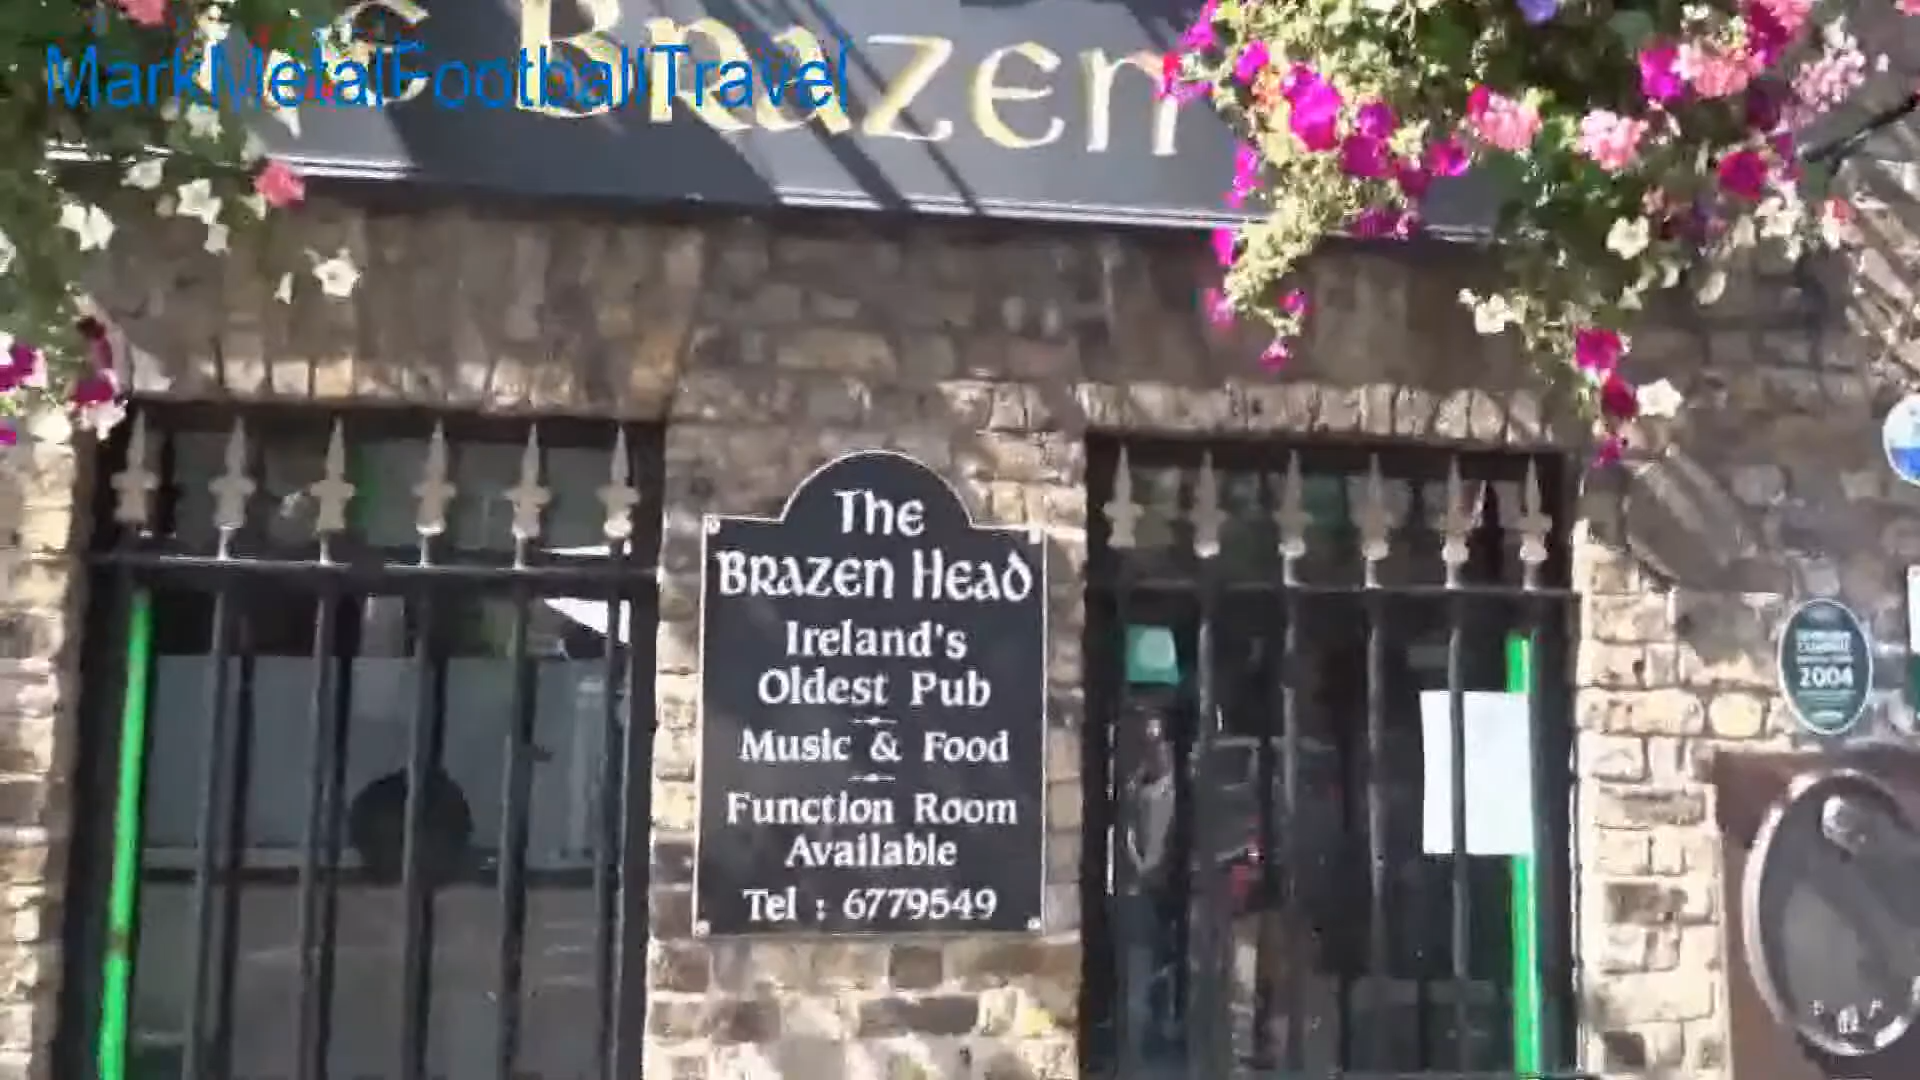 MarkMetalFootballTravel
Brazen
The
Brazen Head
Ireland's
Oldest Pub
Music & Food
Function Room
Available
Tel : 6779549
2004